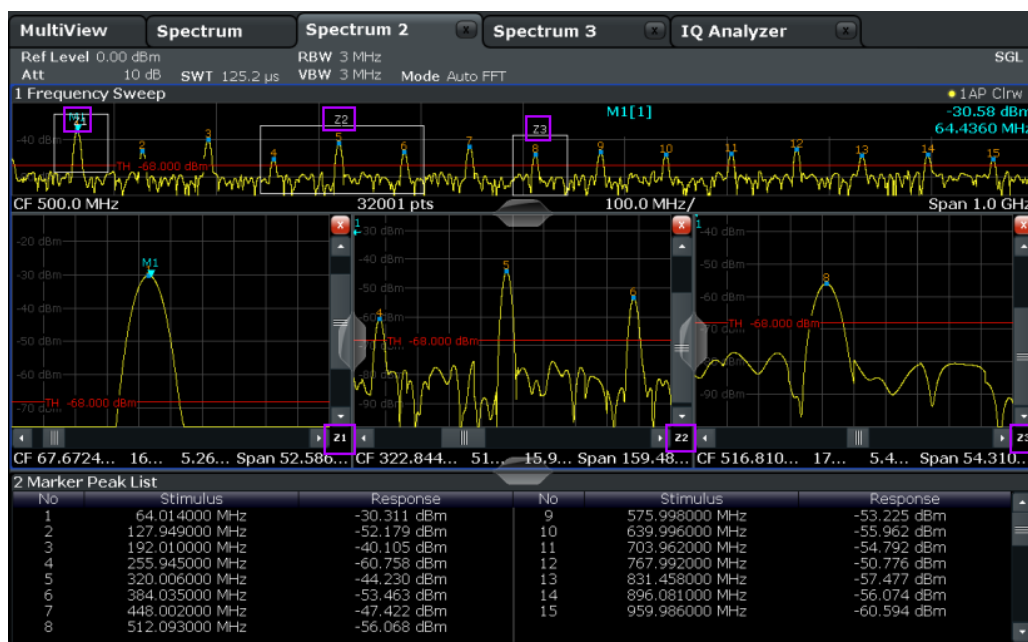 MultiView Spectrum Spectrum 2 x Spectrum 3 x IQ Analyzer x
Ref Level 0.00 dBm RBW 3 MHz SGL
Att 10 dB SWT 125.2 µs VBW 3 MHz Mode Auto FFT
1 Frequency Sweep 1AP Clrw
M1[1] -30.58 dBm
64.4360 MHz
M1 Z1 Z2 Z3
2 3 4 5 6 7 8 9 10 11 12 13 14 15
-40 dBm
TH -68.000 dBm
CF 500.0 MHz 32001 pts 100.0 MHz/ Span 1.0 GHz
-20 dBm
M1
-30 dBm
-40 dBm
-50 dBm
-60 dBm
TH -68.000 dBm
-70 dBm
Z1
CF 67.6724... 16... 5.26... Span 52.586...
1
-30 dBm
-40 dBm
5
-50 dBm
4 6
-60 dBm
TH -68.000 dBm
-90 dBm
Z2
CF 322.844... 51... 15.9... Span 159.48...
1
-40 dBm
-50 dBm
8
-60 dBm
TH -68.000 dBm
-90 dBm
CF 516.810... 17... 5.4... Span 54.310...
2 Marker Peak List
No Stimulus Response No Stimulus Response
1 64.014000 MHz -30.311 dBm 9 575.998000 MHz -53.225 dBm
2 127.949000 MHz -52.179 dBm 10 639.996000 MHz -55.962 dBm
3 192.010000 MHz -40.105 dBm 11 703.962000 MHz -54.792 dBm
4 255.945000 MHz -60.758 dBm 12 767.992000 MHz -50.776 dBm
5 320.006000 MHz -44.230 dBm 13 831.458000 MHz -57.477 dBm
6 384.035000 MHz -53.463 dBm 14 896.081000 MHz -56.074 dBm
7 448.002000 MHz -47.422 dBm 15 959.986000 MHz -60.594 dBm
8 512.093000 MHz -56.068 dBm